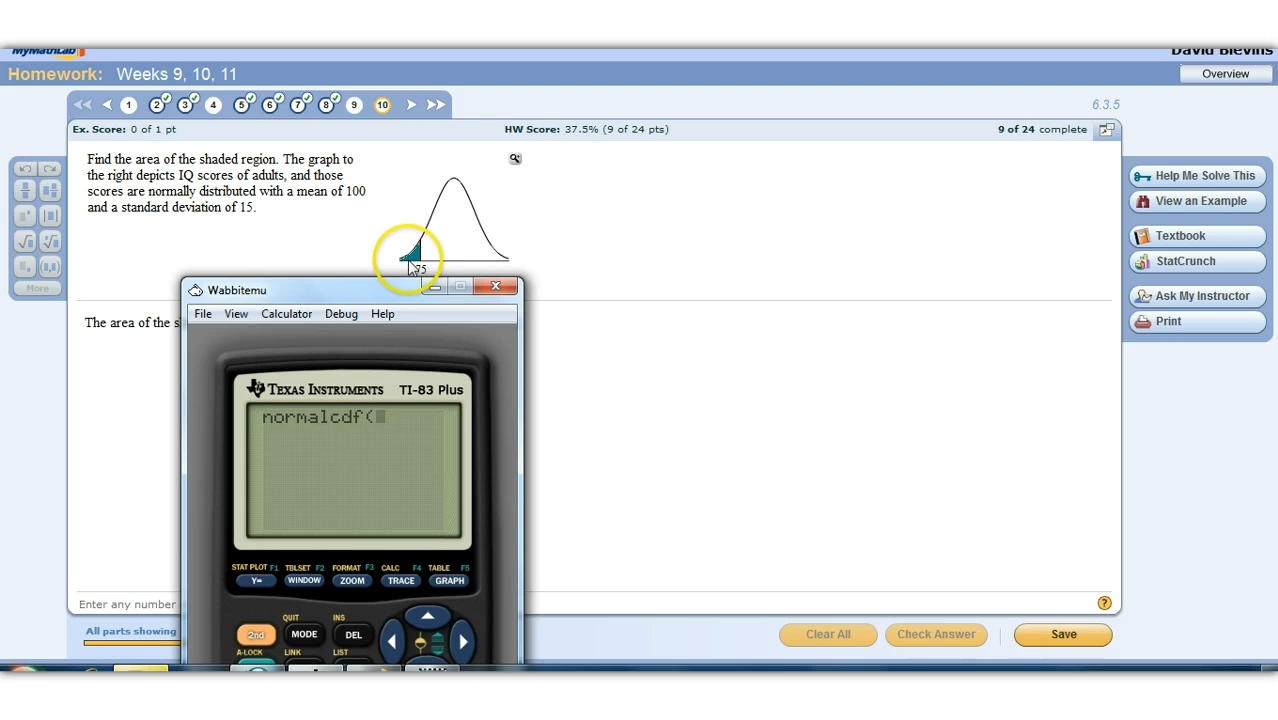 MyMathLab
David Blevins
Homework: Weeks 9, 10, 11
Overview
1 2 3 4 5 6 7 8 9 10
6.3.5
Ex. Score: 0 of 1 pt
HW Score: 37.5% (9 of 24 pts)
9 of 24 complete
Find the area of the shaded region. The graph to
the right depicts IQ scores of adults, and those
scores are normally distributed with a mean of 100
and a standard deviation of 15.
75
Help Me Solve This
View an Example
Textbook
StatCrunch
Ask My Instructor
Print
More
The area of the s
Wabbitemu
File View Calculator Debug Help
TEXAS INSTRUMENTS TI-83 Plus
normalcdf(
STAT PLOT F1 TBLSET F2 FORMAT F3 CALC F4 TABLE F5
Y= WINDOW ZOOM TRACE GRAPH
QUIT INS
2nd MODE DEL
A-LOCK LINK LIST
Enter any number
?
All parts showing
Clear All
Check Answer
Save